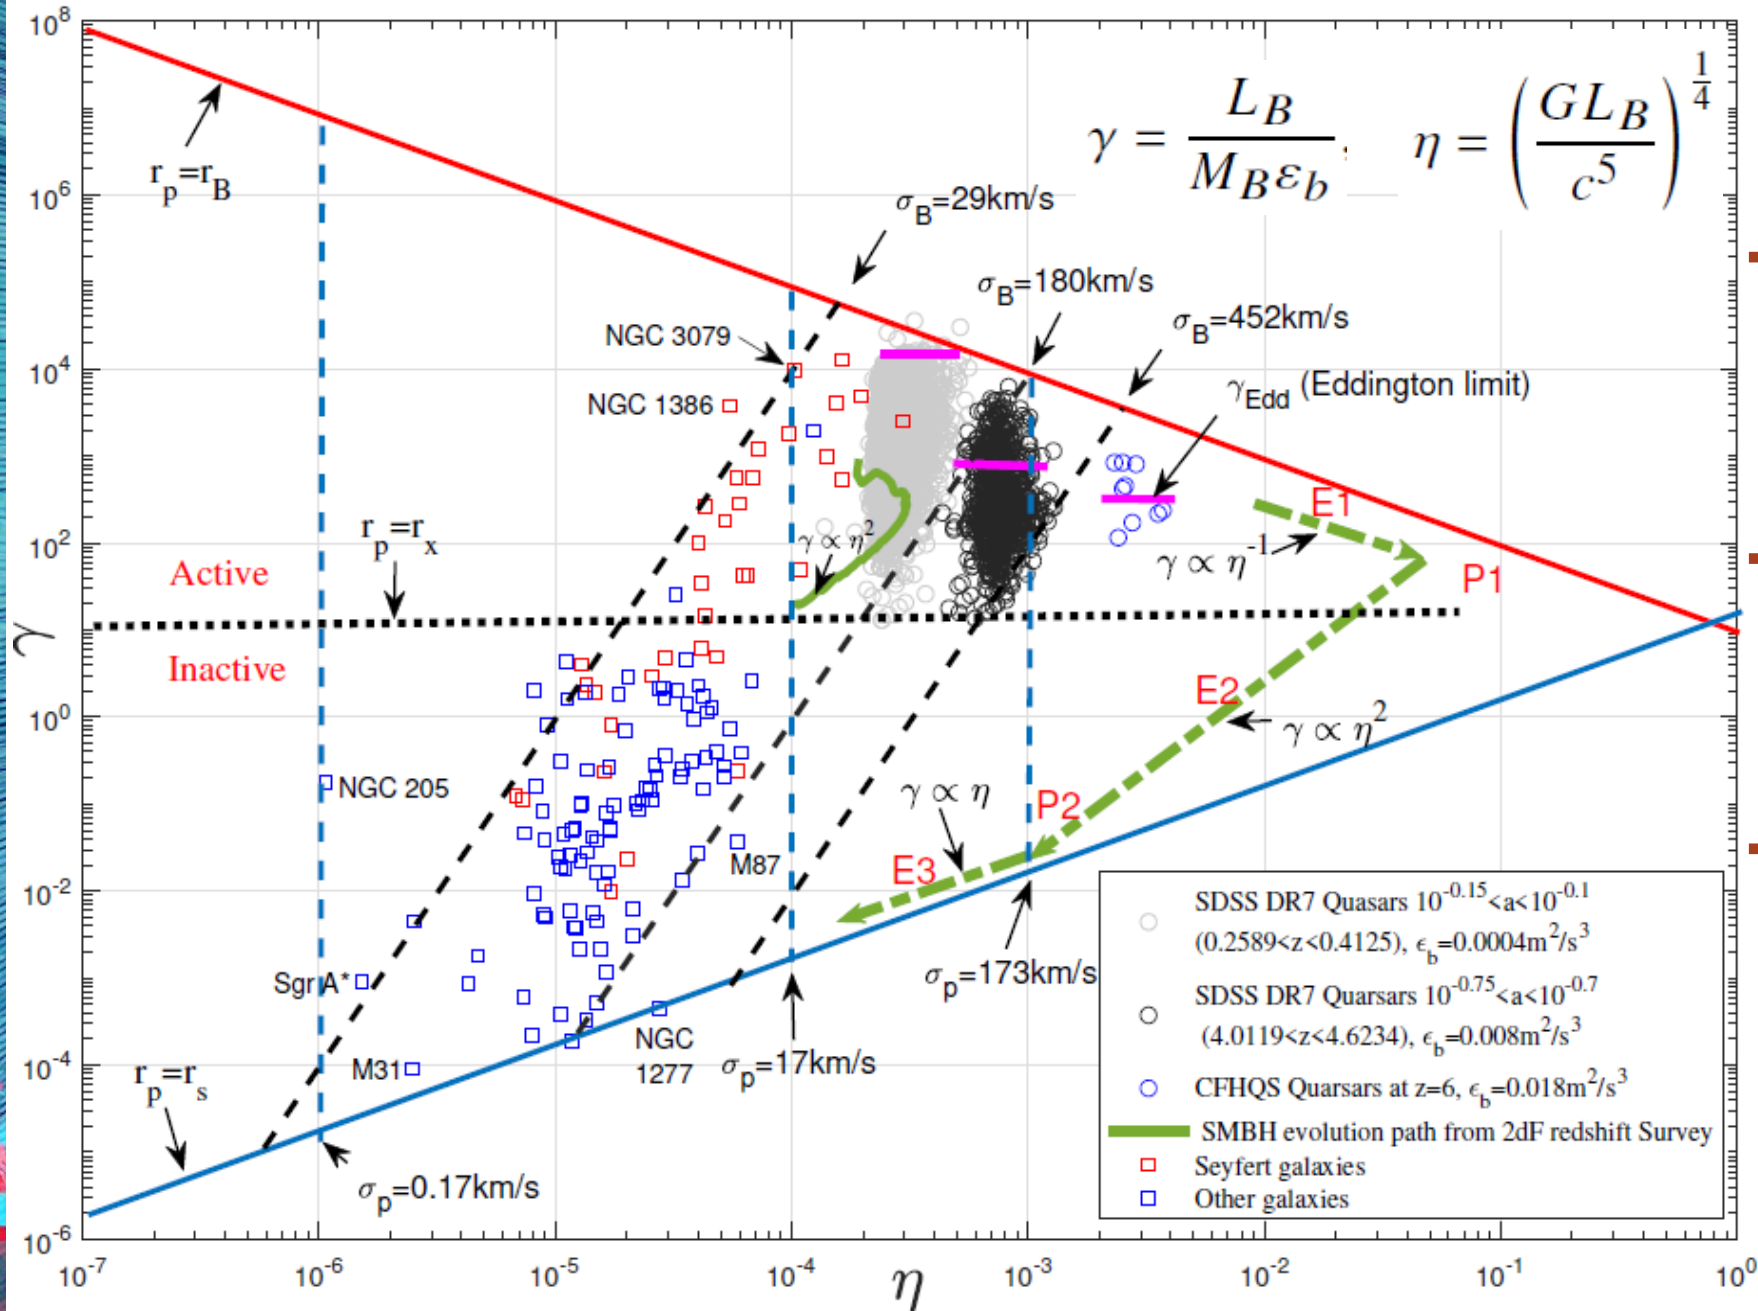 10^8
10^6
10^4
10^2
10^0
10^-2
10^-4
10^-6
γ
10^-7
10^-6
10^-5
10^-4
10^-3
10^-2
10^-1
10^0
η
γ = L_B / (M_B ε_b), η = (G L_B / c^5)^(1/4)
r_p=r_B
σ_B=29km/s
σ_B=180km/s
σ_B=452km/s
NGC 3079
NGC 1386
γ_Edd (Eddington limit)
r_p=r_x
γ ∝ η^2
E1
γ ∝ η^-1
P1
Active
Inactive
E2
γ ∝ η^2
NGC 205
γ ∝ η
P2
M87
E3
Sgr A*
σ_p=173km/s
NGC
1277
σ_p=17km/s
M31
r_p=r_s
σ_p=0.17km/s
SDSS DR7 Quasars 10^-0.15<a<10^-0.1
(0.2589<z<0.4125), ϵ_b=0.0004m^2/s^3
SDSS DR7 Quarsars 10^-0.75<a<10^-0.7
(4.0119<z<4.6234), ϵ_b=0.008m^2/s^3
CFHQS Quarsars at z=6, ϵ_b=0.018m^2/s^3
SMBH evolution path from 2dF redshift Survey
Seyfert galaxies
Other galaxies